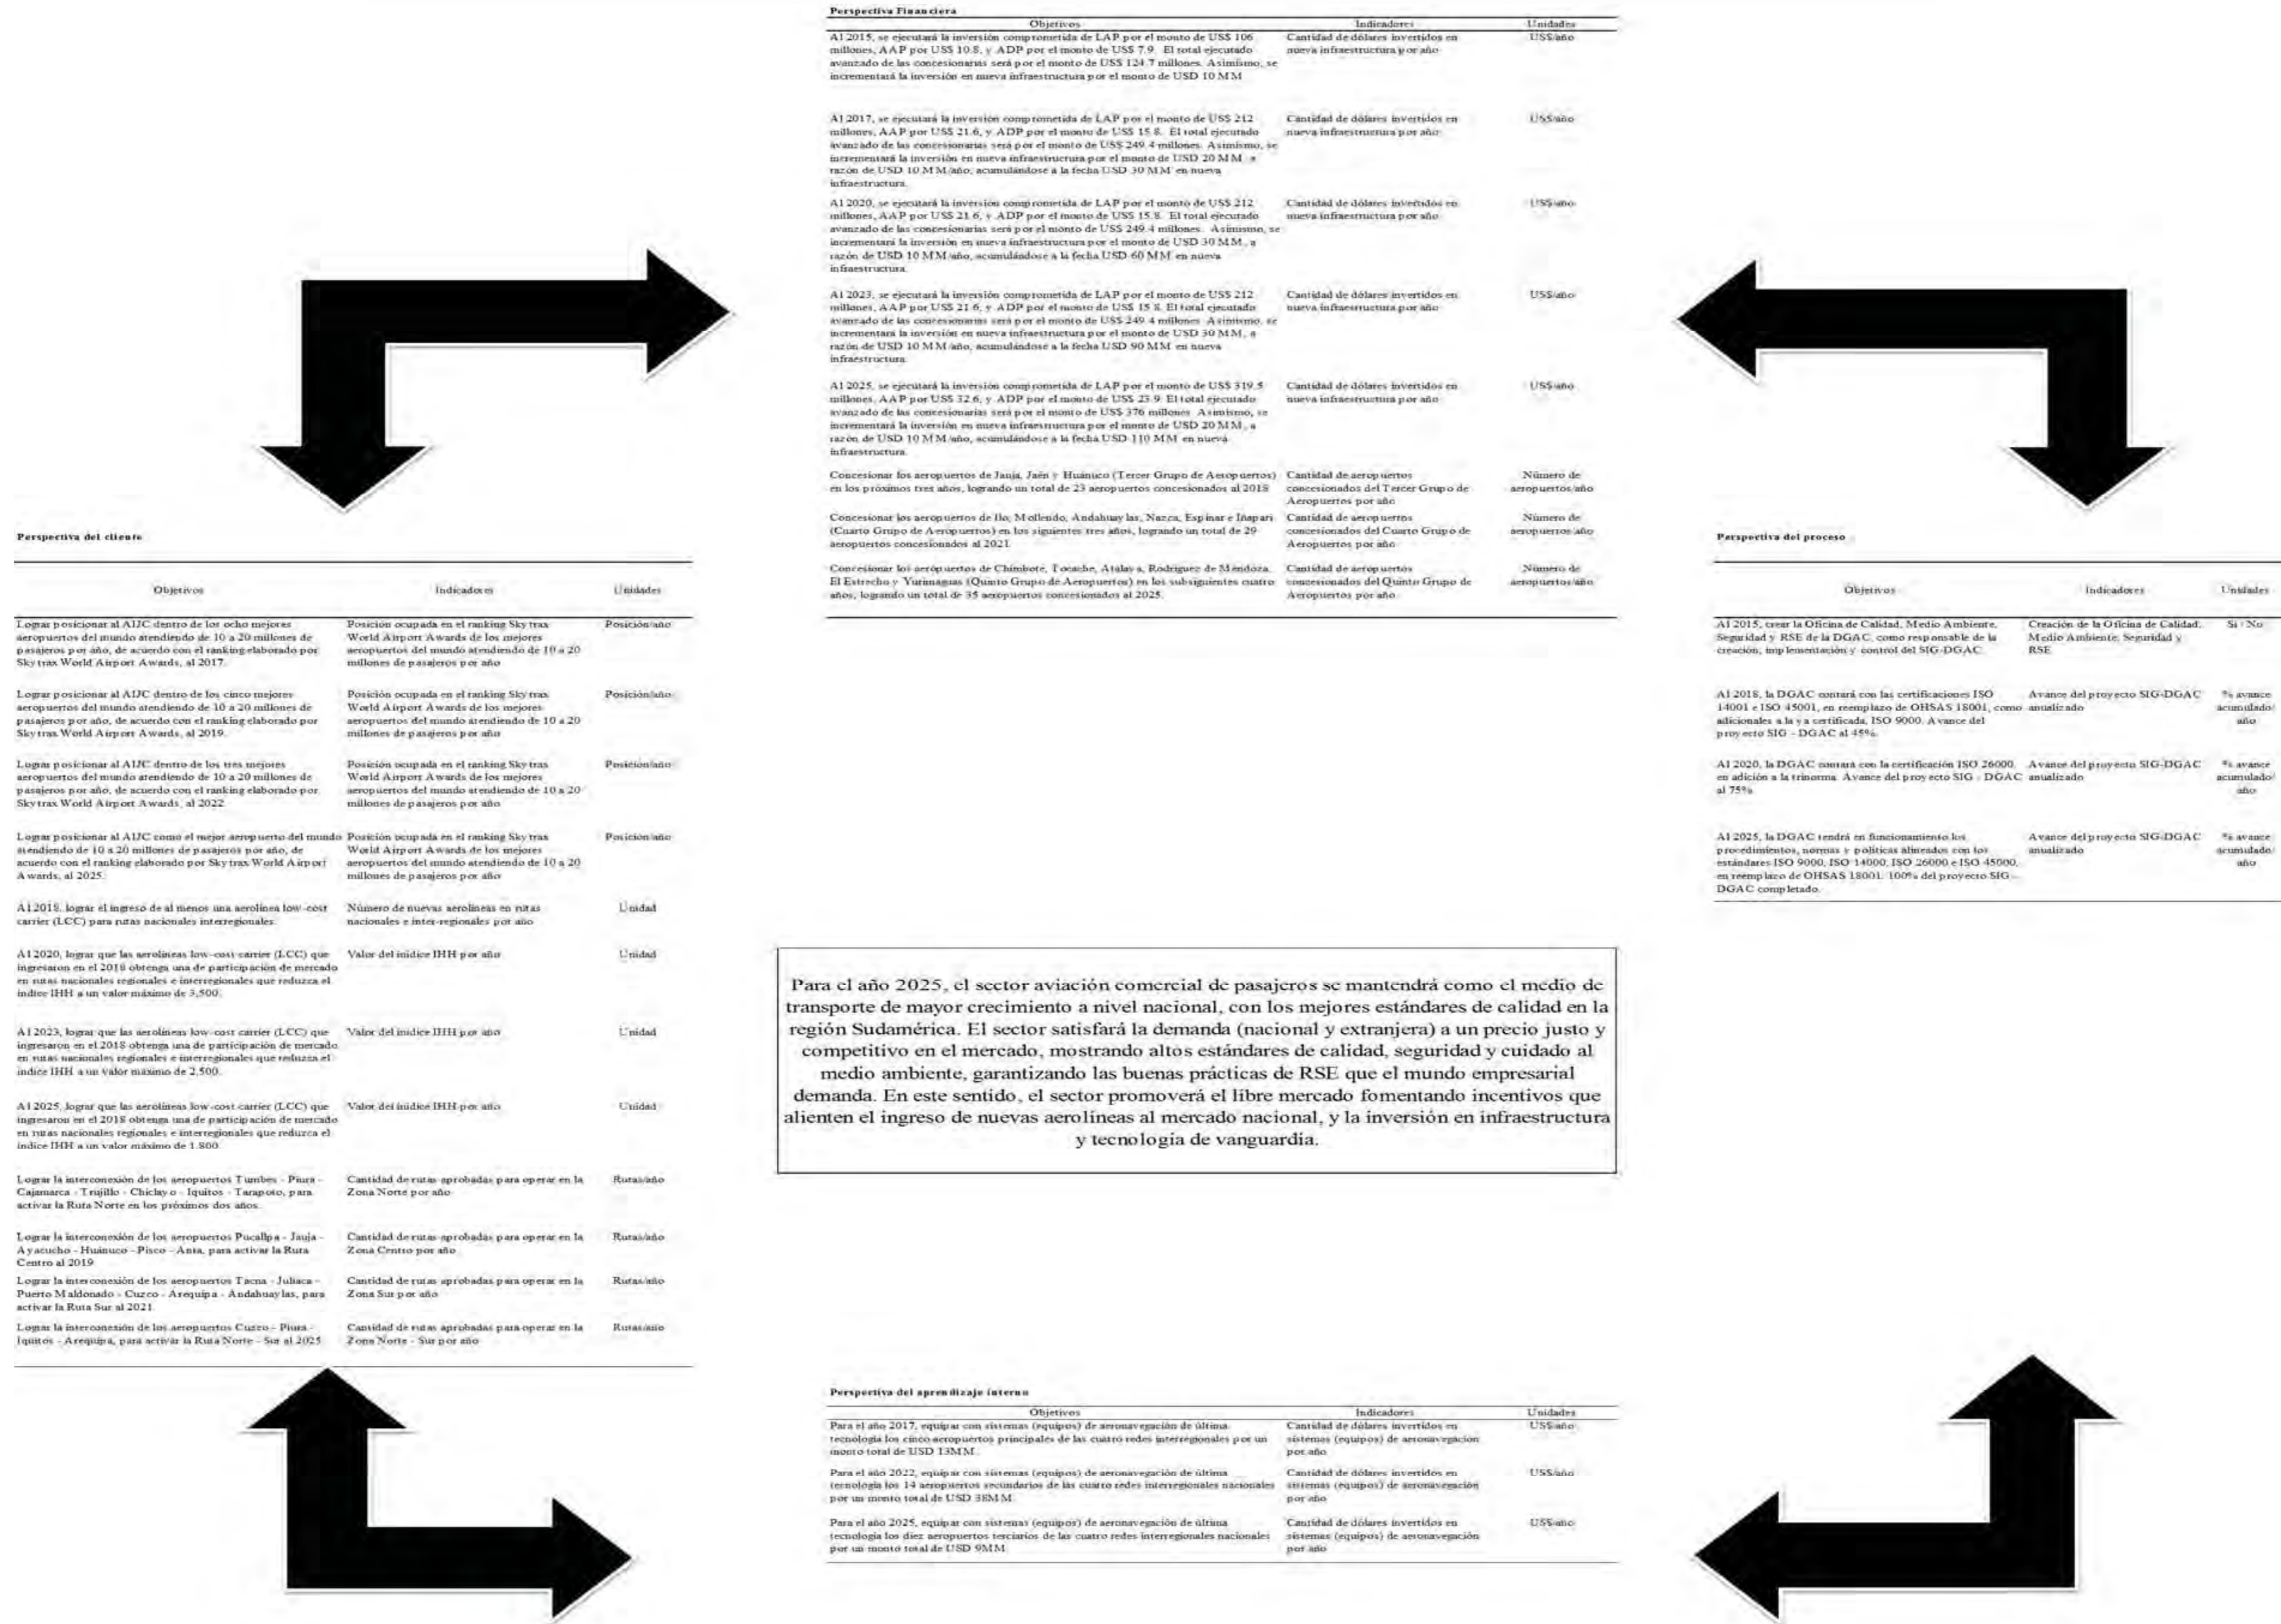 Perspectiva Financiera
Objetivos Indicadores Unidades
Al 2015, se ejecutará la inversión comprometida de LAP por el monto de US$ 106 Cantidad de dólares invertidos en US$/año
millones, AAP por US$ 10.8, y ADP por el monto de US$ 7.9. El total ejecutado nueva infraestructura por año
avanzado de las concesionarias será por el monto de US$ 124.7 millones. Asimismo, se
incrementará la inversión en nueva infraestructura por el monto de USD 10 MM
Al 2017, se ejecutará la inversión comprometida de LAP por el monto de US$ 212 Cantidad de dólares invertidos en US$/año
millones, AAP por US$ 21.6, y ADP por el monto de US$ 15.8. El total ejecutado nueva infraestructura por año
avanzado de las concesionarias será por el monto de US$ 249.4 millones. Asimismo, se
incrementará la inversión en nueva infraestructura por el monto de USD 20 MM, a
razón de USD 10 MM/año, acumulándose a la fecha USD 30 MM en nueva
infraestructura.
Al 2020, se ejecutará la inversión comprometida de LAP por el monto de US$ 212 Cantidad de dólares invertidos en US$/año
millones, AAP por US$ 21.6, y ADP por el monto de US$ 15.8. El total ejecutado nueva infraestructura por año
avanzado de las concesionarias será por el monto de US$ 249.4 millones. Asimismo, se
incrementará la inversión en nueva infraestructura por el monto de USD 30 MM, a
razón de USD 10 MM/año, acumulándose a la fecha USD 60 MM en nueva
infraestructura.
Al 2023, se ejecutará la inversión comprometida de LAP por el monto de US$ 212 Cantidad de dólares invertidos en US$/año
millones, AAP por US$ 21.6, y ADP por el monto de US$ 15.8. El total ejecutado nueva infraestructura por año
avanzado de las concesionarias será por el monto de US$ 249.4 millones. Asimismo, se
incrementará la inversión en nueva infraestructura por el monto de USD 30 MM, a
razón de USD 10 MM/año, acumulándose a la fecha USD 90 MM en nueva
infraestructura.
Al 2025, se ejecutará la inversión comprometida de LAP por el monto de US$ 319.5 Cantidad de dólares invertidos en US$/año
millones, AAP por US$ 32.6, y ADP por el monto de US$ 23.9. El total ejecutado nueva infraestructura por año
avanzado de las concesionarias será por el monto de US$ 376 millones. Asimismo, se
incrementará la inversión en nueva infraestructura por el monto de USD 20 MM, a
razón de USD 10 MM/año, acumulándose a la fecha USD 110 MM en nueva
infraestructura.
Concesionar los aeropuertos de Jauja, Jaén y Huánuco (Tercer Grupo de Aeropuertos) Cantidad de aeropuertos Número de
en los próximos tres años, logrando un total de 23 aeropuertos concesionados al 2018 concesionados del Tercer Grupo de aeropuertos/año
Aeropuertos por año
Concesionar los aeropuertos de Ilo, Mollendo, Andahuaylas, Nazca, Espinar e Iñapari Cantidad de aeropuertos Número de
(Cuarto Grupo de Aeropuertos) en los siguientes tres años, logrando un total de 29 concesionados del Cuarto Grupo de aeropuertos/año
aeropuertos concesionados al 2021. Aeropuertos por año
Concesionar los aeropuertos de Chimbote, Tocache, Atalaya, Rodriguez de Mendoza, Cantidad de aeropuertos Número de
El Estrecho y Yurimaguas (Quinto Grupo de Aeropuertos) en los subsiguientes cuatro concesionados del Quinto Grupo de aeropuertos/año
años, logrando un total de 35 aeropuertos concesionados al 2025. Aeropuertos por año
Perspectiva del cliente
Objetivos Indicadores Unidades
Lograr posicionar al AIJC dentro de los ocho mejores Posición ocupada en el ranking Skytrax Posición/año
aeropuertos del mundo atendiendo de 10 a 20 millones de World Airport Awards de los mejores
pasajeros por año, de acuerdo con el ranking elaborado por aeropuertos del mundo atendiendo de 10 a 20
Skytrax World Airport Awards, al 2017. millones de pasajeros por año
Lograr posicionar al AIJC dentro de los cinco mejores Posición ocupada en el ranking Skytrax Posición/año
aeropuertos del mundo atendiendo de 10 a 20 millones de World Airport Awards de los mejores
pasajeros por año, de acuerdo con el ranking elaborado por aeropuertos del mundo atendiendo de 10 a 20
Skytrax World Airport Awards, al 2019. millones de pasajeros por año
Lograr posicionar al AIJC dentro de los tres mejores Posición ocupada en el ranking Skytrax Posición/año
aeropuertos del mundo atendiendo de 10 a 20 millones de World Airport Awards de los mejores
pasajeros por año, de acuerdo con el ranking elaborado por aeropuertos del mundo atendiendo de 10 a 20
Skytrax World Airport Awards, al 2022. millones de pasajeros por año
Lograr posicionar al AIJC como el mejor aeropuerto del mundo Posición ocupada en el ranking Skytrax Posición/año
atendiendo de 10 a 20 millones de pasajeros por año, de World Airport Awards de los mejores
acuerdo con el ranking elaborado por Skytrax World Airport aeropuertos del mundo atendiendo de 10 a 20
Awards, al 2025. millones de pasajeros por año
Al 2018, lograr el ingreso de al menos una aerolínea low-cost Número de nuevas aerolíneas en rutas Unidad
carrier (LCC) para rutas nacionales interregionales. nacionales e inter-regionales por año
Al 2020, lograr que las aerolíneas low-cost carrier (LCC) que Valor del inidice IHH por año Unidad
ingresaron en el 2018 obtenga una de participación de mercado
en rutas nacionales regionales e interregionales que reduzca el
índice IHH a un valor máximo de 3,500.
Al 2023, lograr que las aerolíneas low-cost carrier (LCC) que Valor del inidice IHH por año Unidad
ingresaron en el 2018 obtenga una de participación de mercado
en rutas nacionales regionales e interregionales que reduzca el
índice IHH a un valor máximo de 2,500.
Al 2025, lograr que las aerolíneas low-cost carrier (LCC) que Valor del inidice IHH por año Unidad
ingresaron en el 2018 obtenga una de participación de mercado
en rutas nacionales regionales e interregionales que reduzca el
índice IHH a un valor máximo de 1,800.
Lograr la interconexión de los aeropuertos Tumbes - Piura - Cantidad de rutas aprobadas para operar en la Rutas/año
Cajamarca - Trujillo - Chiclayo - Iquitos - Tarapoto, para Zona Norte por año
activar la Ruta Norte en los próximos dos años.
Lograr la interconexión de los aeropuertos Pucallpa - Jauja - Cantidad de rutas aprobadas para operar en la Rutas/año
Ayacucho - Huánuco - Pisco - Anta, para activar la Ruta Zona Centro por año
Centro al 2019
Lograr la interconexión de los aeropuertos Tacna - Juliaca - Cantidad de rutas aprobadas para operar en la Rutas/año
Puerto Maldonado - Cuzco - Arequipa - Andahuaylas, para Zona Sur por año
activar la Ruta Sur al 2021.
Lograr la interconexión de los aeropuertos Cuzco - Piura - Cantidad de rutas aprobadas para operar en la Rutas/año
Iquitos - Arequipa, para activar la Ruta Norte - Sur al 2025 Zona Norte - Sur por año
Perspectiva del proceso
Objetivos Indicadores Unidades
Al 2015, crear la Oficina de Calidad, Medio Ambiente, Creación de la Oficina de Calidad, Si / No
Seguridad y RSE de la DGAC, como responsable de la Medio Ambiente, Seguridad y
creación, implementación y control del SIG-DGAC. RSE
Al 2018, la DGAC contará con las certificaciones ISO Avance del proyecto SIG-DGAC % avance
14001 e ISO 45001, en reemplazo de OHSAS 18001, como anualizado acumulado/
adicionales a la ya certificada, ISO 9000. Avance del año
proyecto SIG - DGAC al 45%.
Al 2020, la DGAC contará con la certificación ISO 26000, Avance del proyecto SIG-DGAC % avance
en adición a la trinorma. Avance del proyecto SIG - DGAC anualizado acumulado/
al 75% año
Al 2025, la DGAC tendrá en funcionamiento los Avance del proyecto SIG-DGAC % avance
procedimientos, normas y políticas alineados con los anualizado acumulado/
estándares ISO 9000, ISO 14000, ISO 26000 e ISO 45000, año
en reemplazo de OHSAS 18001. 100% del proyecto SIG -
DGAC completado.
Para el año 2025, el sector aviación comercial de pasajeros se mantendrá como el medio de
transporte de mayor crecimiento a nivel nacional, con los mejores estándares de calidad en la
región Sudamérica. El sector satisfará la demanda (nacional y extranjera) a un precio justo y
competitivo en el mercado, mostrando altos estándares de calidad, seguridad y cuidado al
medio ambiente, garantizando las buenas prácticas de RSE que el mundo empresarial
demanda. En este sentido, el sector promoverá el libre mercado fomentando incentivos que
alienten el ingreso de nuevas aerolíneas al mercado nacional, y la inversión en infraestructura
y tecnología de vanguardia.
Perspectiva del aprendizaje interno
Objetivos Indicadores Unidades
Para el año 2017, equipar con sistemas (equipos) de aeronavegación de última Cantidad de dólares invertidos en US$/año
tecnología los cinco aeropuertos principales de las cuatro redes interregionales por un sistemas (equipos) de aeronavegación
monto total de USD 13MM. por año
Para el año 2022, equipar con sistemas (equipos) de aeronavegación de última Cantidad de dólares invertidos en US$/año
tecnología los 14 aeropuertos secundarios de las cuatro redes interregionales nacionales sistemas (equipos) de aeronavegación
por un monto total de USD 38MM. por año
Para el año 2025, equipar con sistemas (equipos) de aeronavegación de última Cantidad de dólares invertidos en US$/año
tecnología los diez aeropuertos terciarios de las cuatro redes interregionales nacionales sistemas (equipos) de aeronavegación
por un monto total de USD 9MM por año